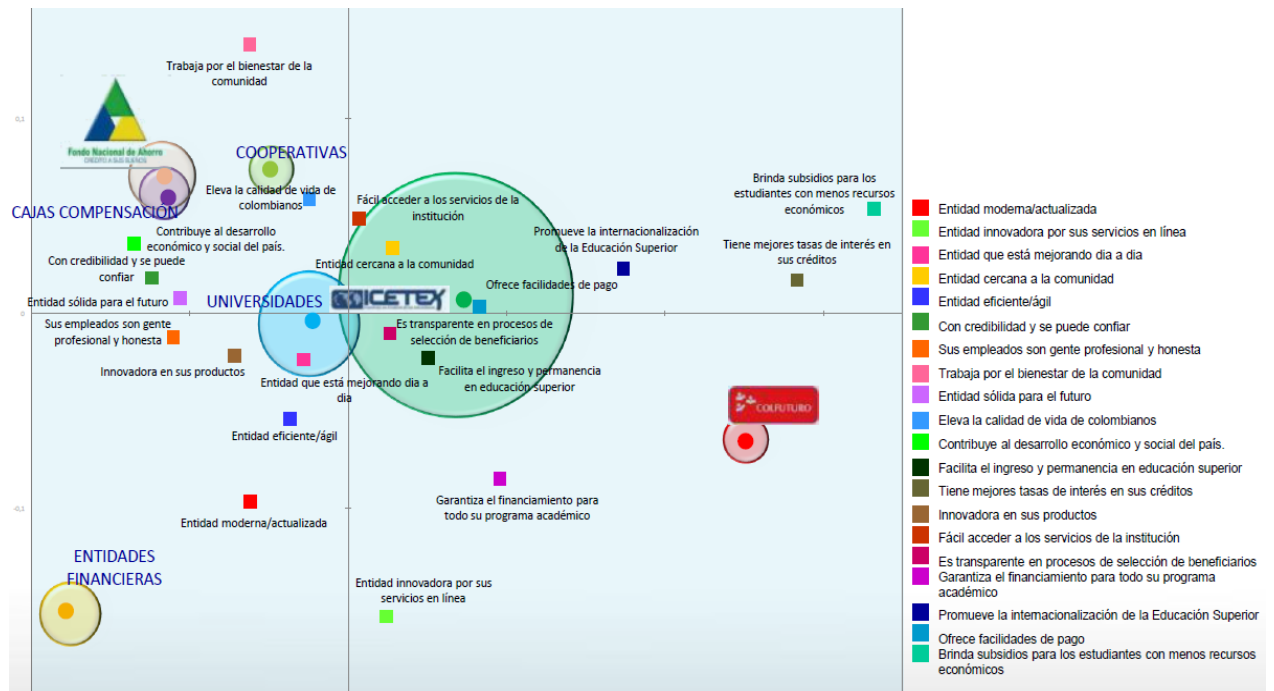 Trabaja por el bienestar de la
comunidad
0,1
Fondo Nacional de Ahorro
CRÉDITO A SUS SUEÑOS
COOPERATIVAS
Eleva la calidad de vida de
colombianos
CAJAS COMPENSACIÓN
Contribuye al desarrollo
económico y social del país.
Con credibilidad y se puede
confiar
Entidad sólida para el futuro
Sus empleados son gente
profesional y honesta
Innovadora en sus productos
Fácil acceder a los servicios de la
institución
Entidad cercana a la comunidad
UNIVERSIDADES
ICETEX
Promueve la internacionalización
de la Educación Superior
Ofrece facilidades de pago
Brinda subsidios para los
estudiantes con menos recursos
económicos
Tiene mejores tasas de interés en
sus créditos
0
Es transparente en procesos de
selección de beneficiarios
Facilita el ingreso y permanencia
en educación superior
Entidad que está mejorando dia a
dia
Entidad eficiente/ágil
COLFUTURO
Garantiza el financiamiento para
todo su programa académico
-0,1
Entidad moderna/actualizada
ENTIDADES
FINANCIERAS
Entidad innovadora por sus
servicios en línea
Entidad moderna/actualizada
Entidad innovadora por sus servicios en línea
Entidad que está mejorando dia a dia
Entidad cercana a la comunidad
Entidad eficiente/ágil
Con credibilidad y se puede confiar
Sus empleados son gente profesional y honesta
Trabaja por el bienestar de la comunidad
Entidad sólida para el futuro
Eleva la calidad de vida de colombianos
Contribuye al desarrollo económico y social del país.
Facilita el ingreso y permanencia en educación superior
Tiene mejores tasas de interés en sus créditos
Innovadora en sus productos
Fácil acceder a los servicios de la institución
Es transparente en procesos de selección de beneficiarios
Garantiza el financiamiento para todo su programa
académico
Promueve la internacionalización de la Educación Superior
Ofrece facilidades de pago
Brinda subsidios para los estudiantes con menos recursos
económicos